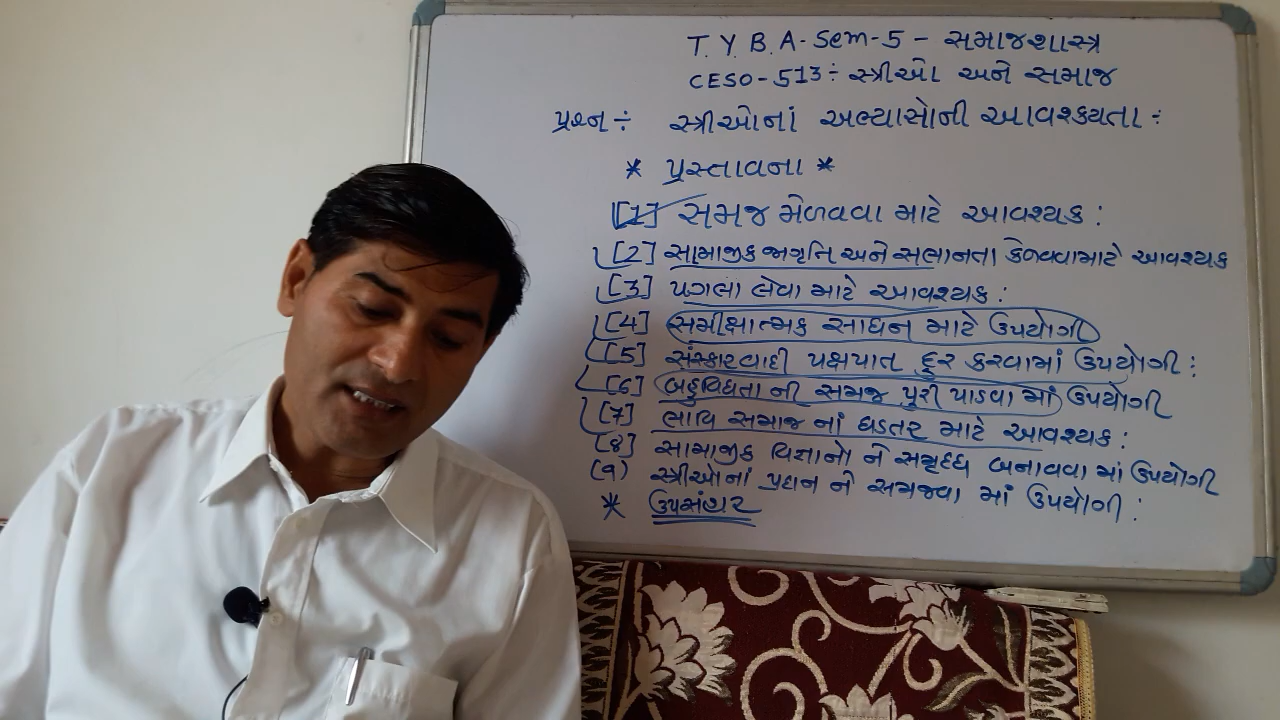 T.Y.B.A-Sem-5 - સમાજશાસ્ત્ર
CESO-513÷ સ્ત્રીઓ અને સમાજ
પ્રશ્ન÷ સ્ત્રીઓનાં અભ્યાસોની આવશ્કયતા ÷
* પ્રસ્તાવના *
[1] સમજ મેળવવા માટે આવશ્યક :
[2] સામાજીક જાગૃતિ અને સભાનતા કેળવવામાટે આવશ્યક
[3] પગલા લેવા માટે આવશ્યક :
[4] સમીક્ષાત્મક સાધન માટે ઉપયોગી
[5] સંસ્કારવાદી પક્ષપાત દૂર કરવામાં ઉપયોગી :
[6] બહુવિધતા ની સમજ પુરી પાડવા માં ઉપયોગી
[7] ભાવિ સમાજ નાં ઘડતર માટે આવશ્યક :
[8] સામાજીક વિજ્ઞાનો ને સમૃદ્ધ બનાવવા માં ઉપયોગી
(૧) સ્ત્રીઓનાં પ્રદાન ને સમજવા માં ઉપયોગી :
* ઉપસંહાર